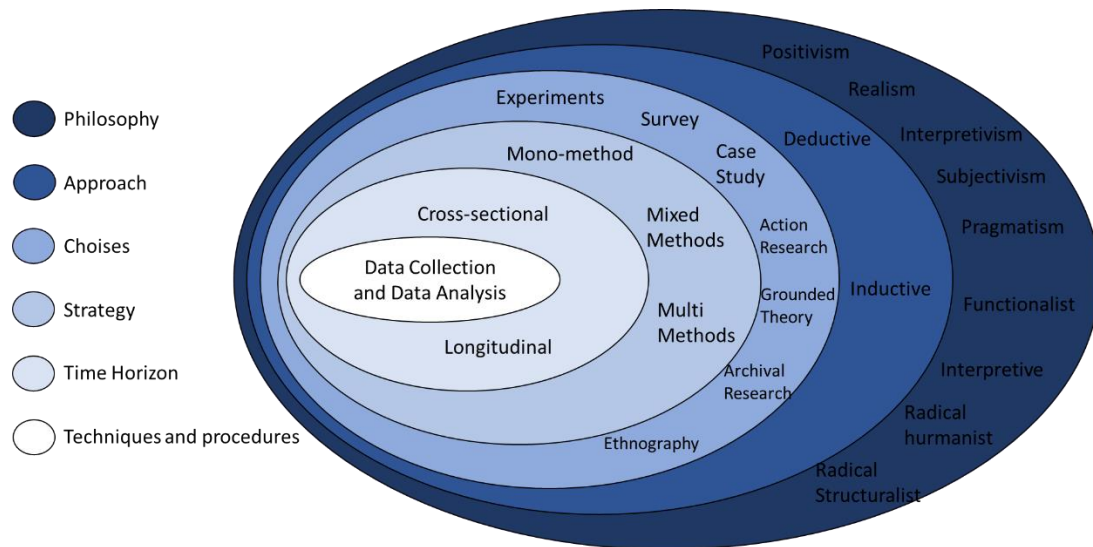 Philosophy
Approach
Choises
Strategy
Time Horizon
Techniques and procedures
Positivism
Realism
Interpretivism
Subjectivism
Pragmatism
Functionalist
Interpretive
Radical
hurmanist
Radical
Structuralist
Deductive
Inductive
Experiments
Survey
Case
Study
Action
Research
Grounded
Theory
Archival
Research
Ethnography
Mono-method
Mixed
Methods
Multi
Methods
Cross-sectional
Longitudinal
Data Collection
and Data Analysis